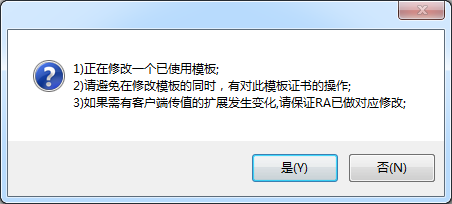 1)正在修改一个已使用模板;
2)请避免在修改模板的同时，有对此模板证书的操作;
3)如果需有客户端传值的扩展发生变化,请保证RA已做对应修改;
是(Y)
否(N)